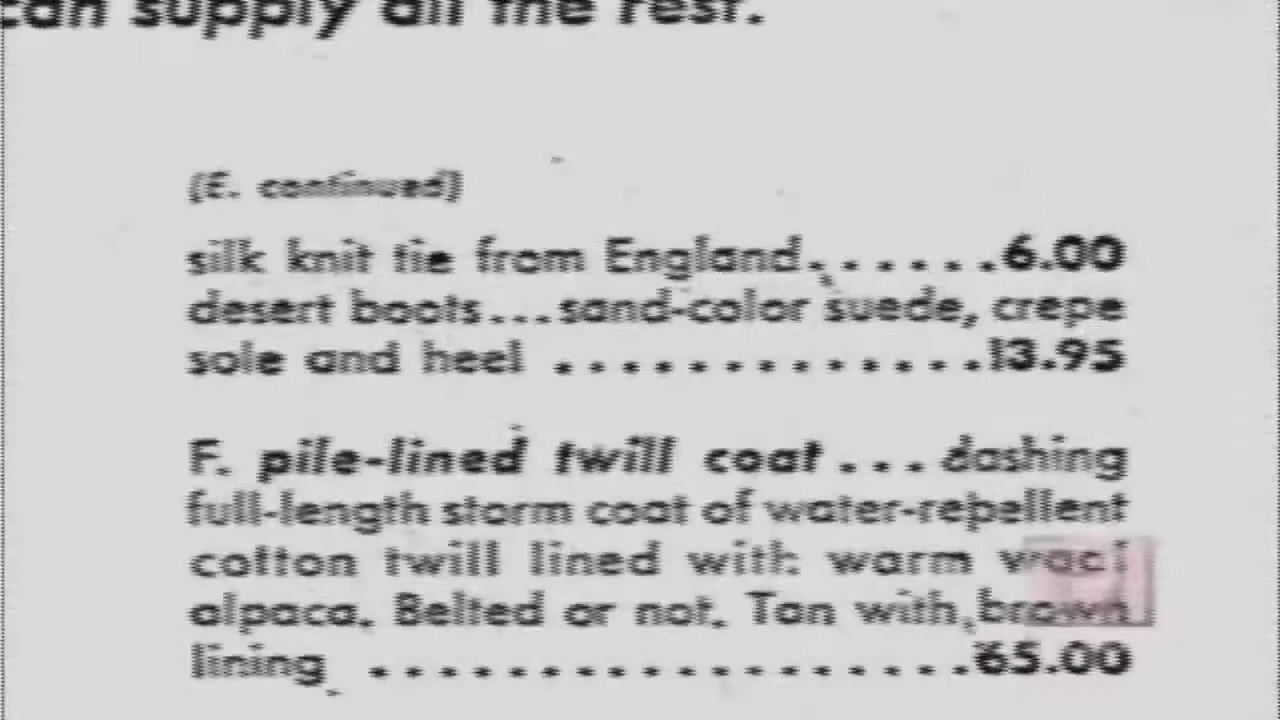 can supply all the rest.
(E. continued)
silk knit tie from England.......6.00
desert boots...sand-color suede, crepe
sole and heel ..............13.95
F. pile-lined twill coat...dashing
full-length storm coat of water-repellent
cotton twill lined with warm
alpaca. Belted or not. Tan with brown
lining ..................65.00